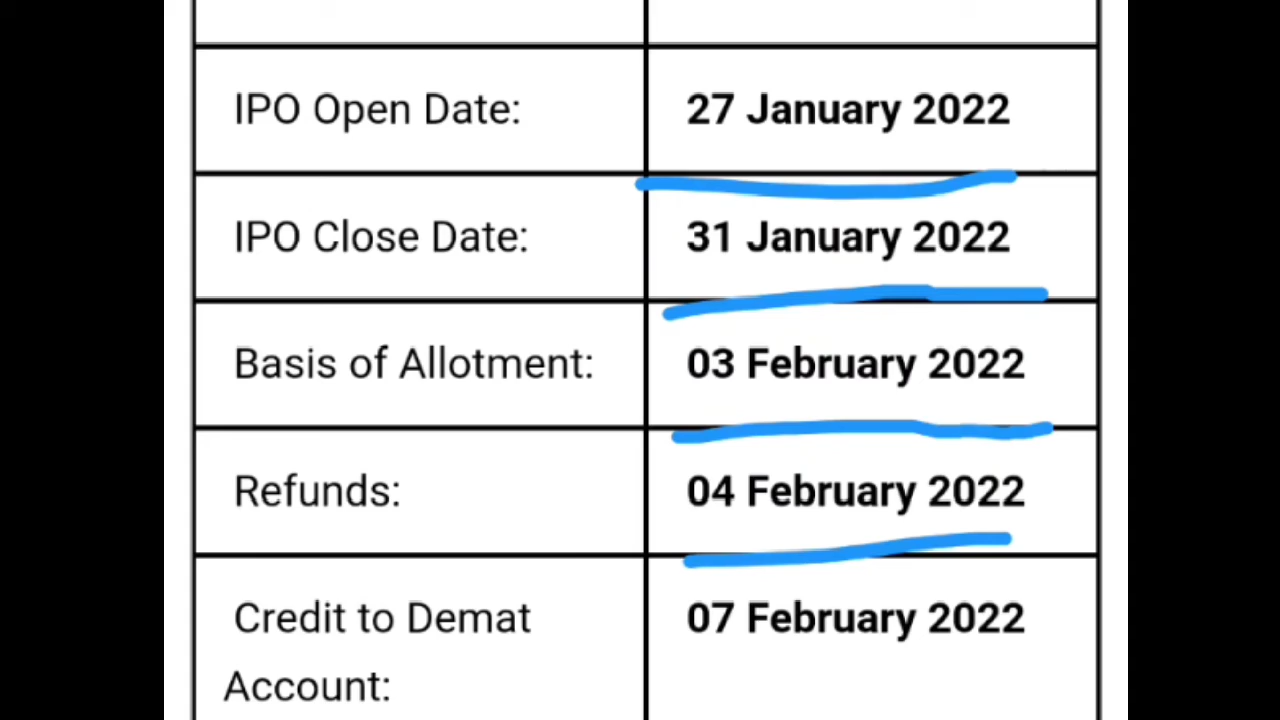 IPO Open Date: 27 January 2022
IPO Close Date: 31 January 2022
Basis of Allotment: 03 February 2022
Refunds: 04 February 2022
Credit to Demat 07 February 2022
Account: